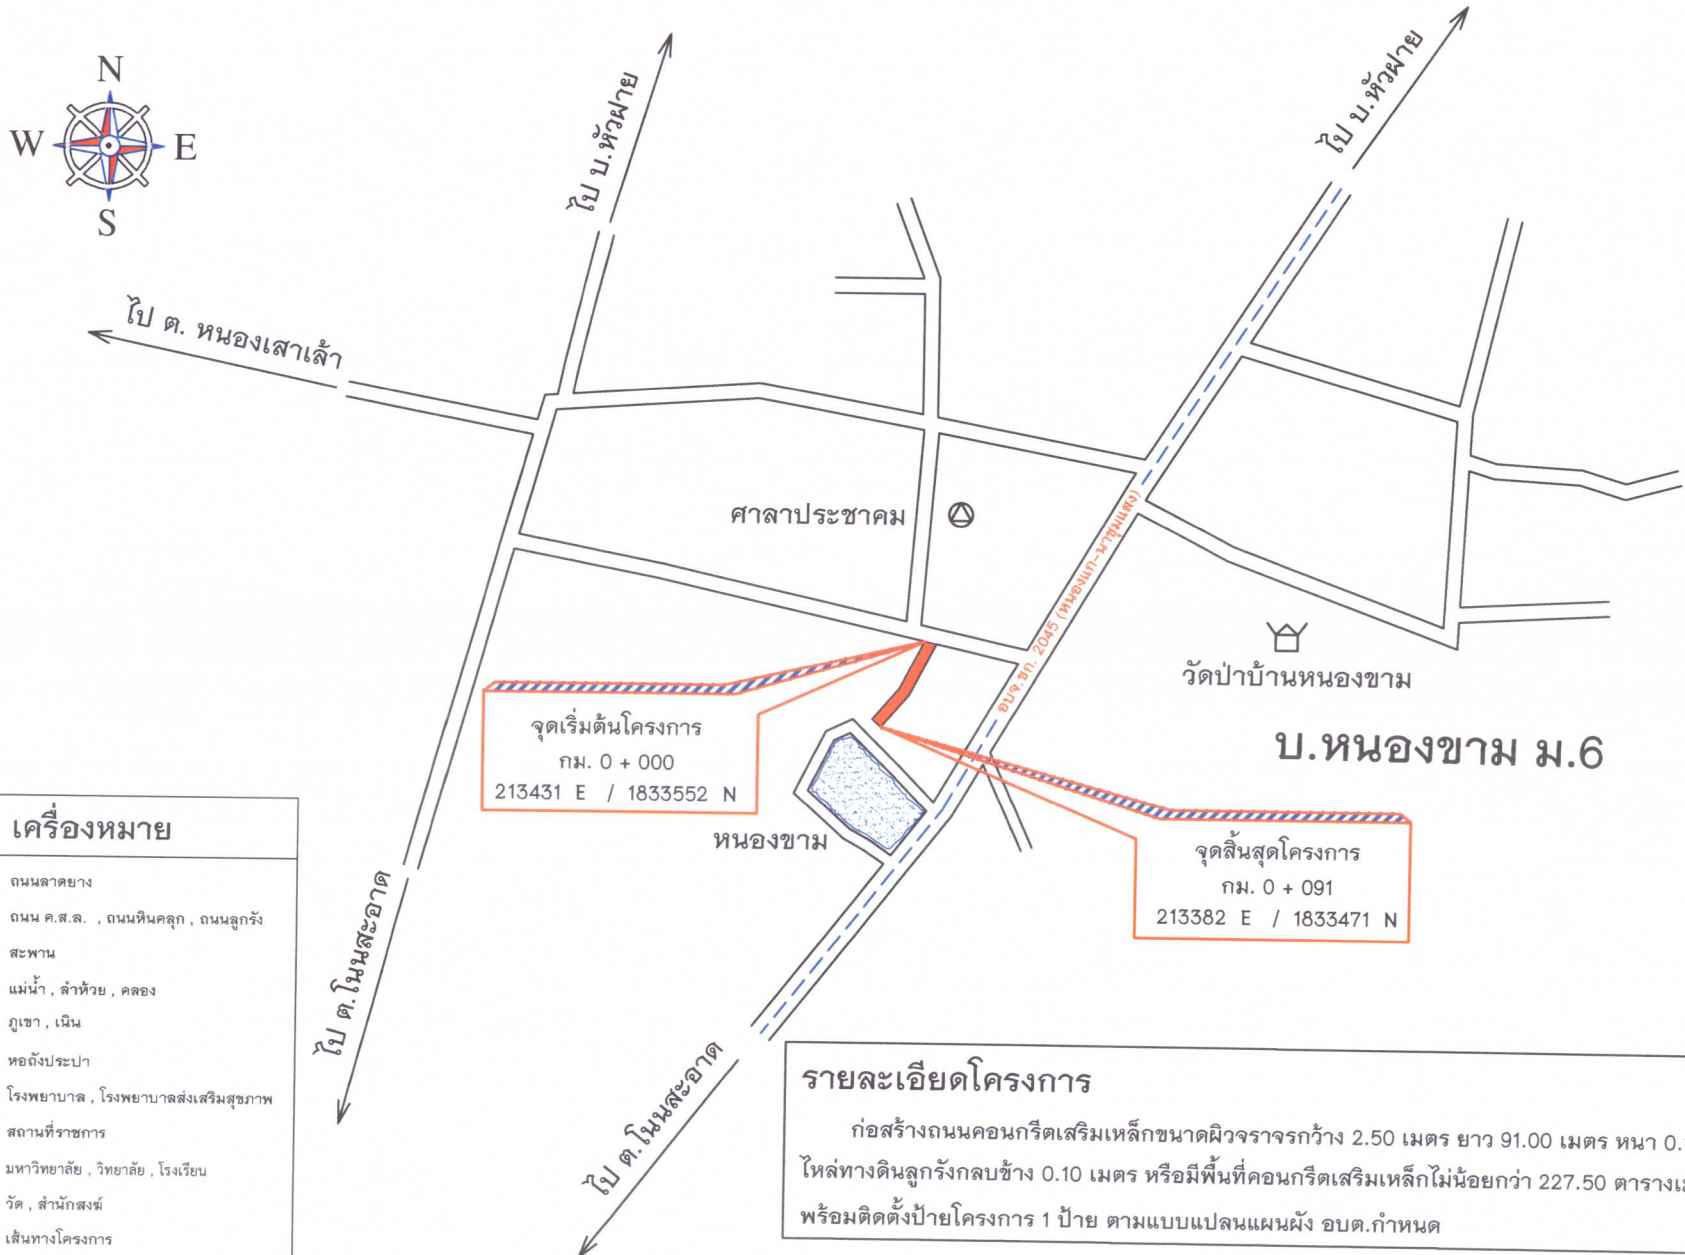 N
W E
S
ไป บ.หัวฝาย
ไป บ.หัวฝาย
ไป ต. หนองเสาเล้า
ศาลาประชาคม
อบจ.ขก. 2045 (หนองแก-นาชุมแสง)
วัดป่าบ้านหนองขาม
บ.หนองขาม ม.6
จุดเริ่มต้นโครงการ
กม. 0 + 000
213431 E / 1833552 N
หนองขาม
จุดสิ้นสุดโครงการ
กม. 0 + 091
213382 E / 1833471 N
ไป ต.โนนสะอาด
ไป ต.โนนสะอาด
เครื่องหมาย
ถนนลาดยาง
ถนน ค.ส.ล. , ถนนหินคลุก , ถนนลูกรัง
สะพาน
แม่น้ำ , ลำห้วย , คลอง
ภูเขา , เนิน
หอถังประปา
โรงพยาบาล , โรงพยาบาลส่งเสริมสุขภาพ
สถานที่ราชการ
มหาวิทยาลัย , วิทยาลัย , โรงเรียน
วัด , สำนักสงฆ์
เส้นทางโครงการ
รายละเอียดโครงการ
ก่อสร้างถนนคอนกรีตเสริมเหล็กขนาดผิวจราจรกว้าง 2.50 เมตร ยาว 91.00 เมตร หนา 0.
ไหล่ทางดินลูกรังกลบข้าง 0.10 เมตร หรือมีพื้นที่คอนกรีตเสริมเหล็กไม่น้อยกว่า 227.50 ตารางเม
พร้อมติดตั้งป้ายโครงการ 1 ป้าย ตามแบบแปลนแผนผัง อบต.กำหนด